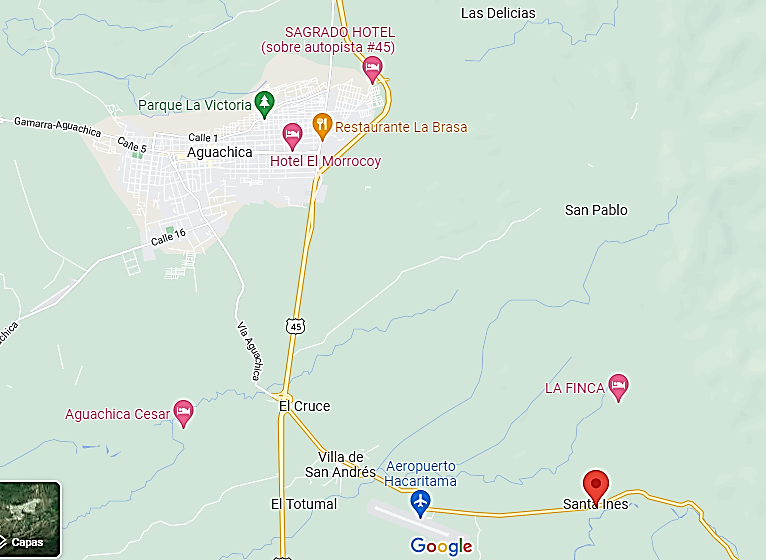 Las Delicias
SAGRADO HOTEL
(sobre autopista #45)
Parque La Victoria
Gamarra-Aguachica
Calle 5
Calle 1
Restaurante La Brasa
Aguachica
Hotel El Morrocoy
San Pablo
Calle 16
45
Vía Aguachica
achica
LA FINCA
Aguachica Cesar
El Cruce
Villa de
San Andrés
Aeropuerto
Hacaritama
El Totumal
Santa Ines
Capas
Google